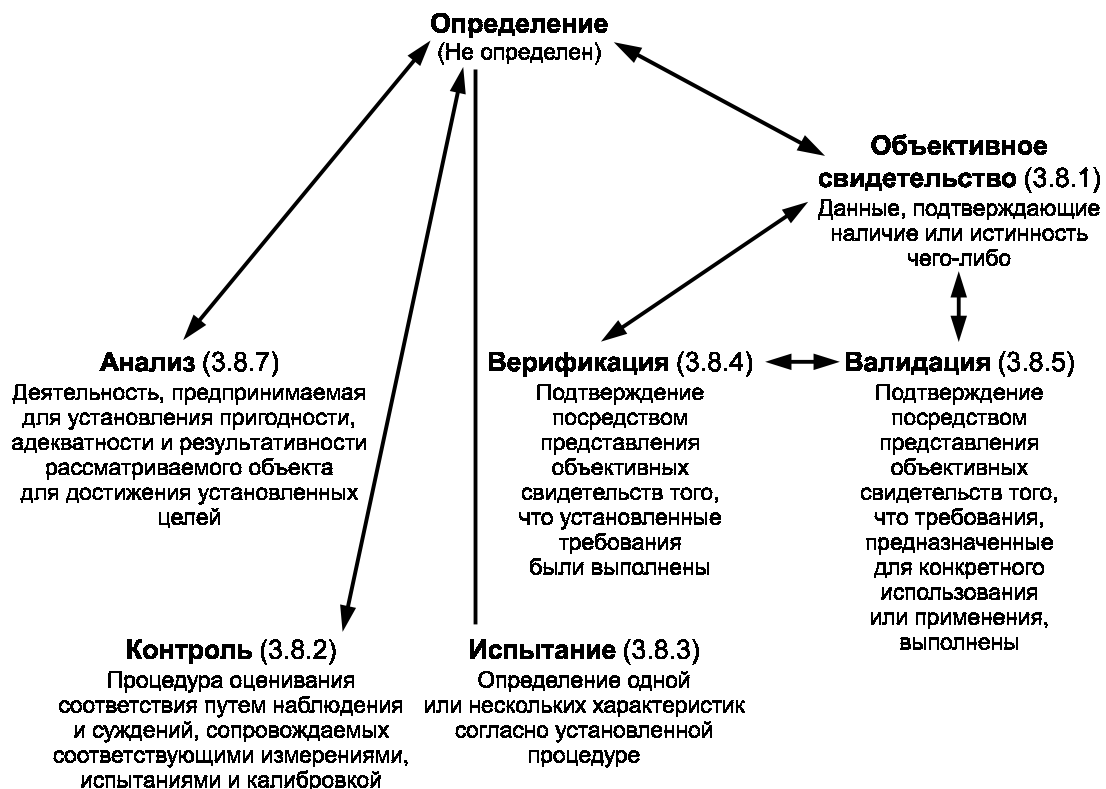 Определение
(Не определен)
Объективное
свидетельство (3.8.1)
Данные, подтверждающие
наличие или истинность
чего-либо
Анализ (3.8.7)
Деятельность, предпринимаемая
для установления пригодности,
адекватности и результативности
рассматриваемого объекта
для достижения установленных
целей
Верификация (3.8.4)
Подтверждение
посредством
представления
объективных
свидетельств того,
что установленные
требования
были выполнены
Валидация (3.8.5)
Подтверждение
посредством
представления
объективных
свидетельств того,
что требования,
предназначенные
для конкретного
использования
или применения,
выполнены
Контроль (3.8.2)
Процедура оценивания
соответствия путем наблюдения
и суждений, сопровождаемых
соответствующими измерениями,
испытаниями и калибровкой
Испытание (3.8.3)
Определение одной
или нескольких характеристик
согласно установленной
процедуре